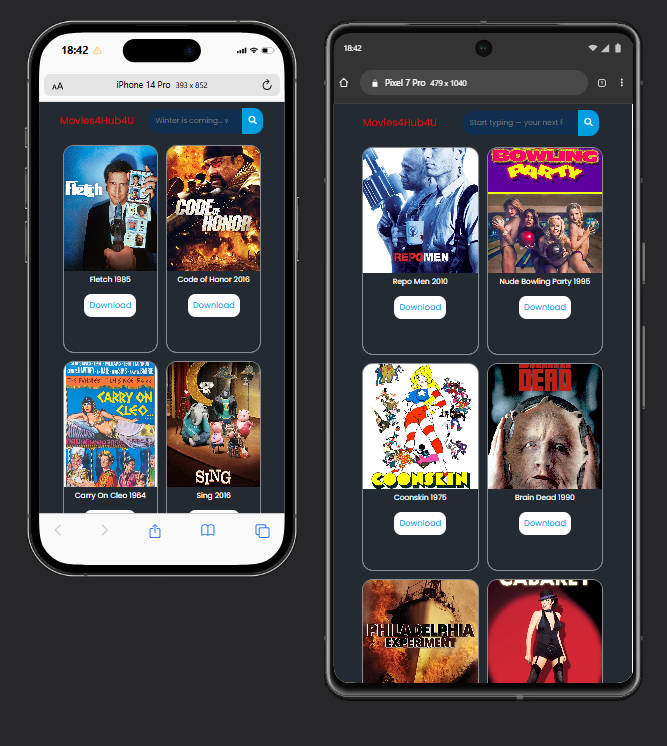 18:42
AA
iPhone 14 Pro 393 x 852
Movies4Hub4U
Winter is coming... v
Fletch
CODE OF
HONOR
Fletch 1985
Code of Honor 2016
Download
Download
CARRY ON
CLEO
SING
Carry On Cleo 1964
Sing 2016
18:42
Pixel 7 Pro 479 x 1040
1
Movies4Hub4U
Start typing — your next f
REPOMEN
BOWLING
PARTY
Repo Men 2010
Nude Bowling Party 1995
Download
Download
COONSKIN
DEAD
Coonskin 1975
Brain Dead 1990
Download
Download
PHILADELPHIA
EXPERIMENT
CABARET